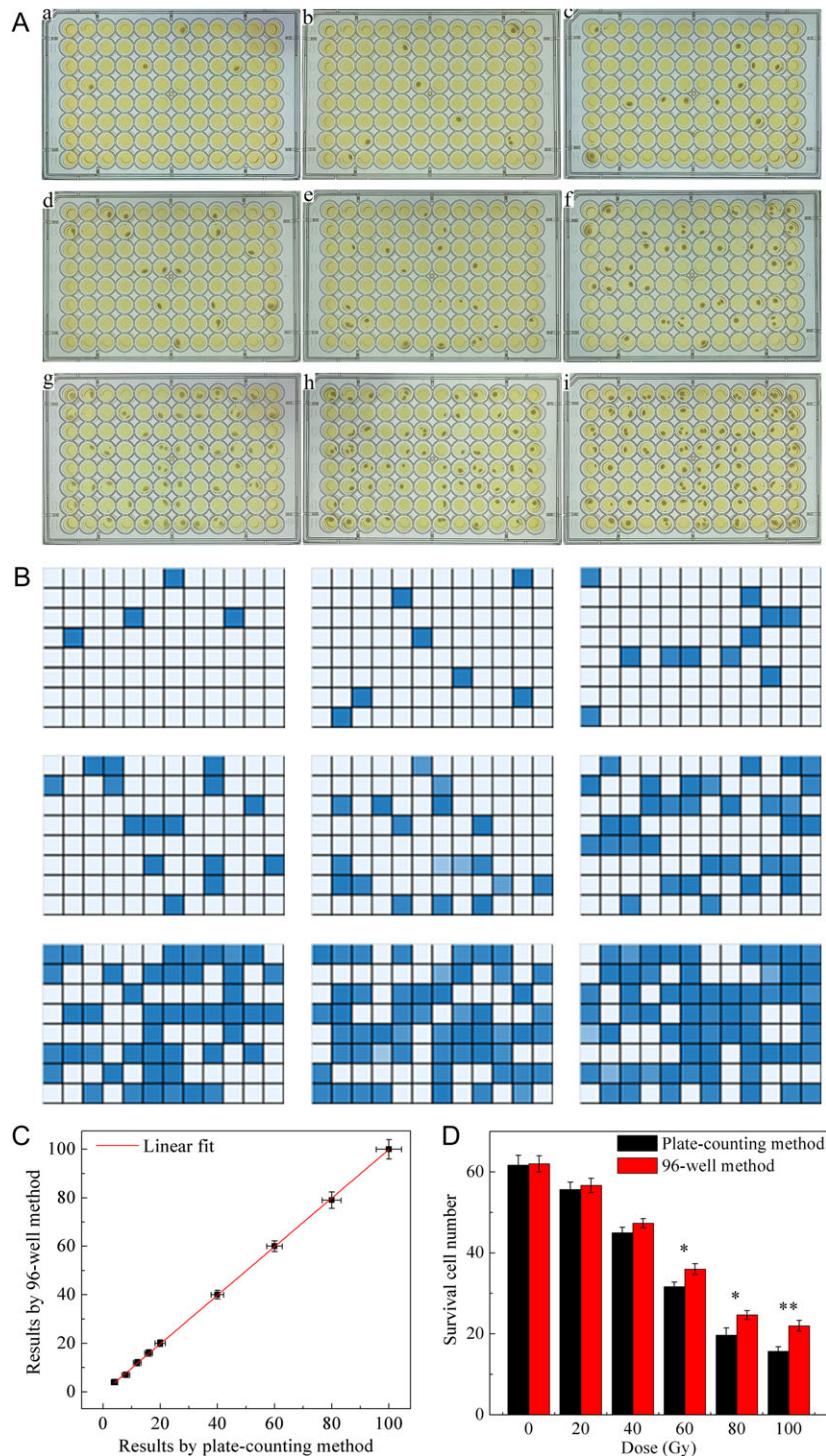 A
a
b
c
d
e
f
g
h
i
B
C
Linear fit
Results by 96-well method
100
80
60
40
20
0
0
20
40
60
80
100
Results by plate-counting method
D
Plate-counting method
96-well method
Survival cell number
60
40
20
0
*
*
**
0
20
40
60
80
100
Dose (Gy)